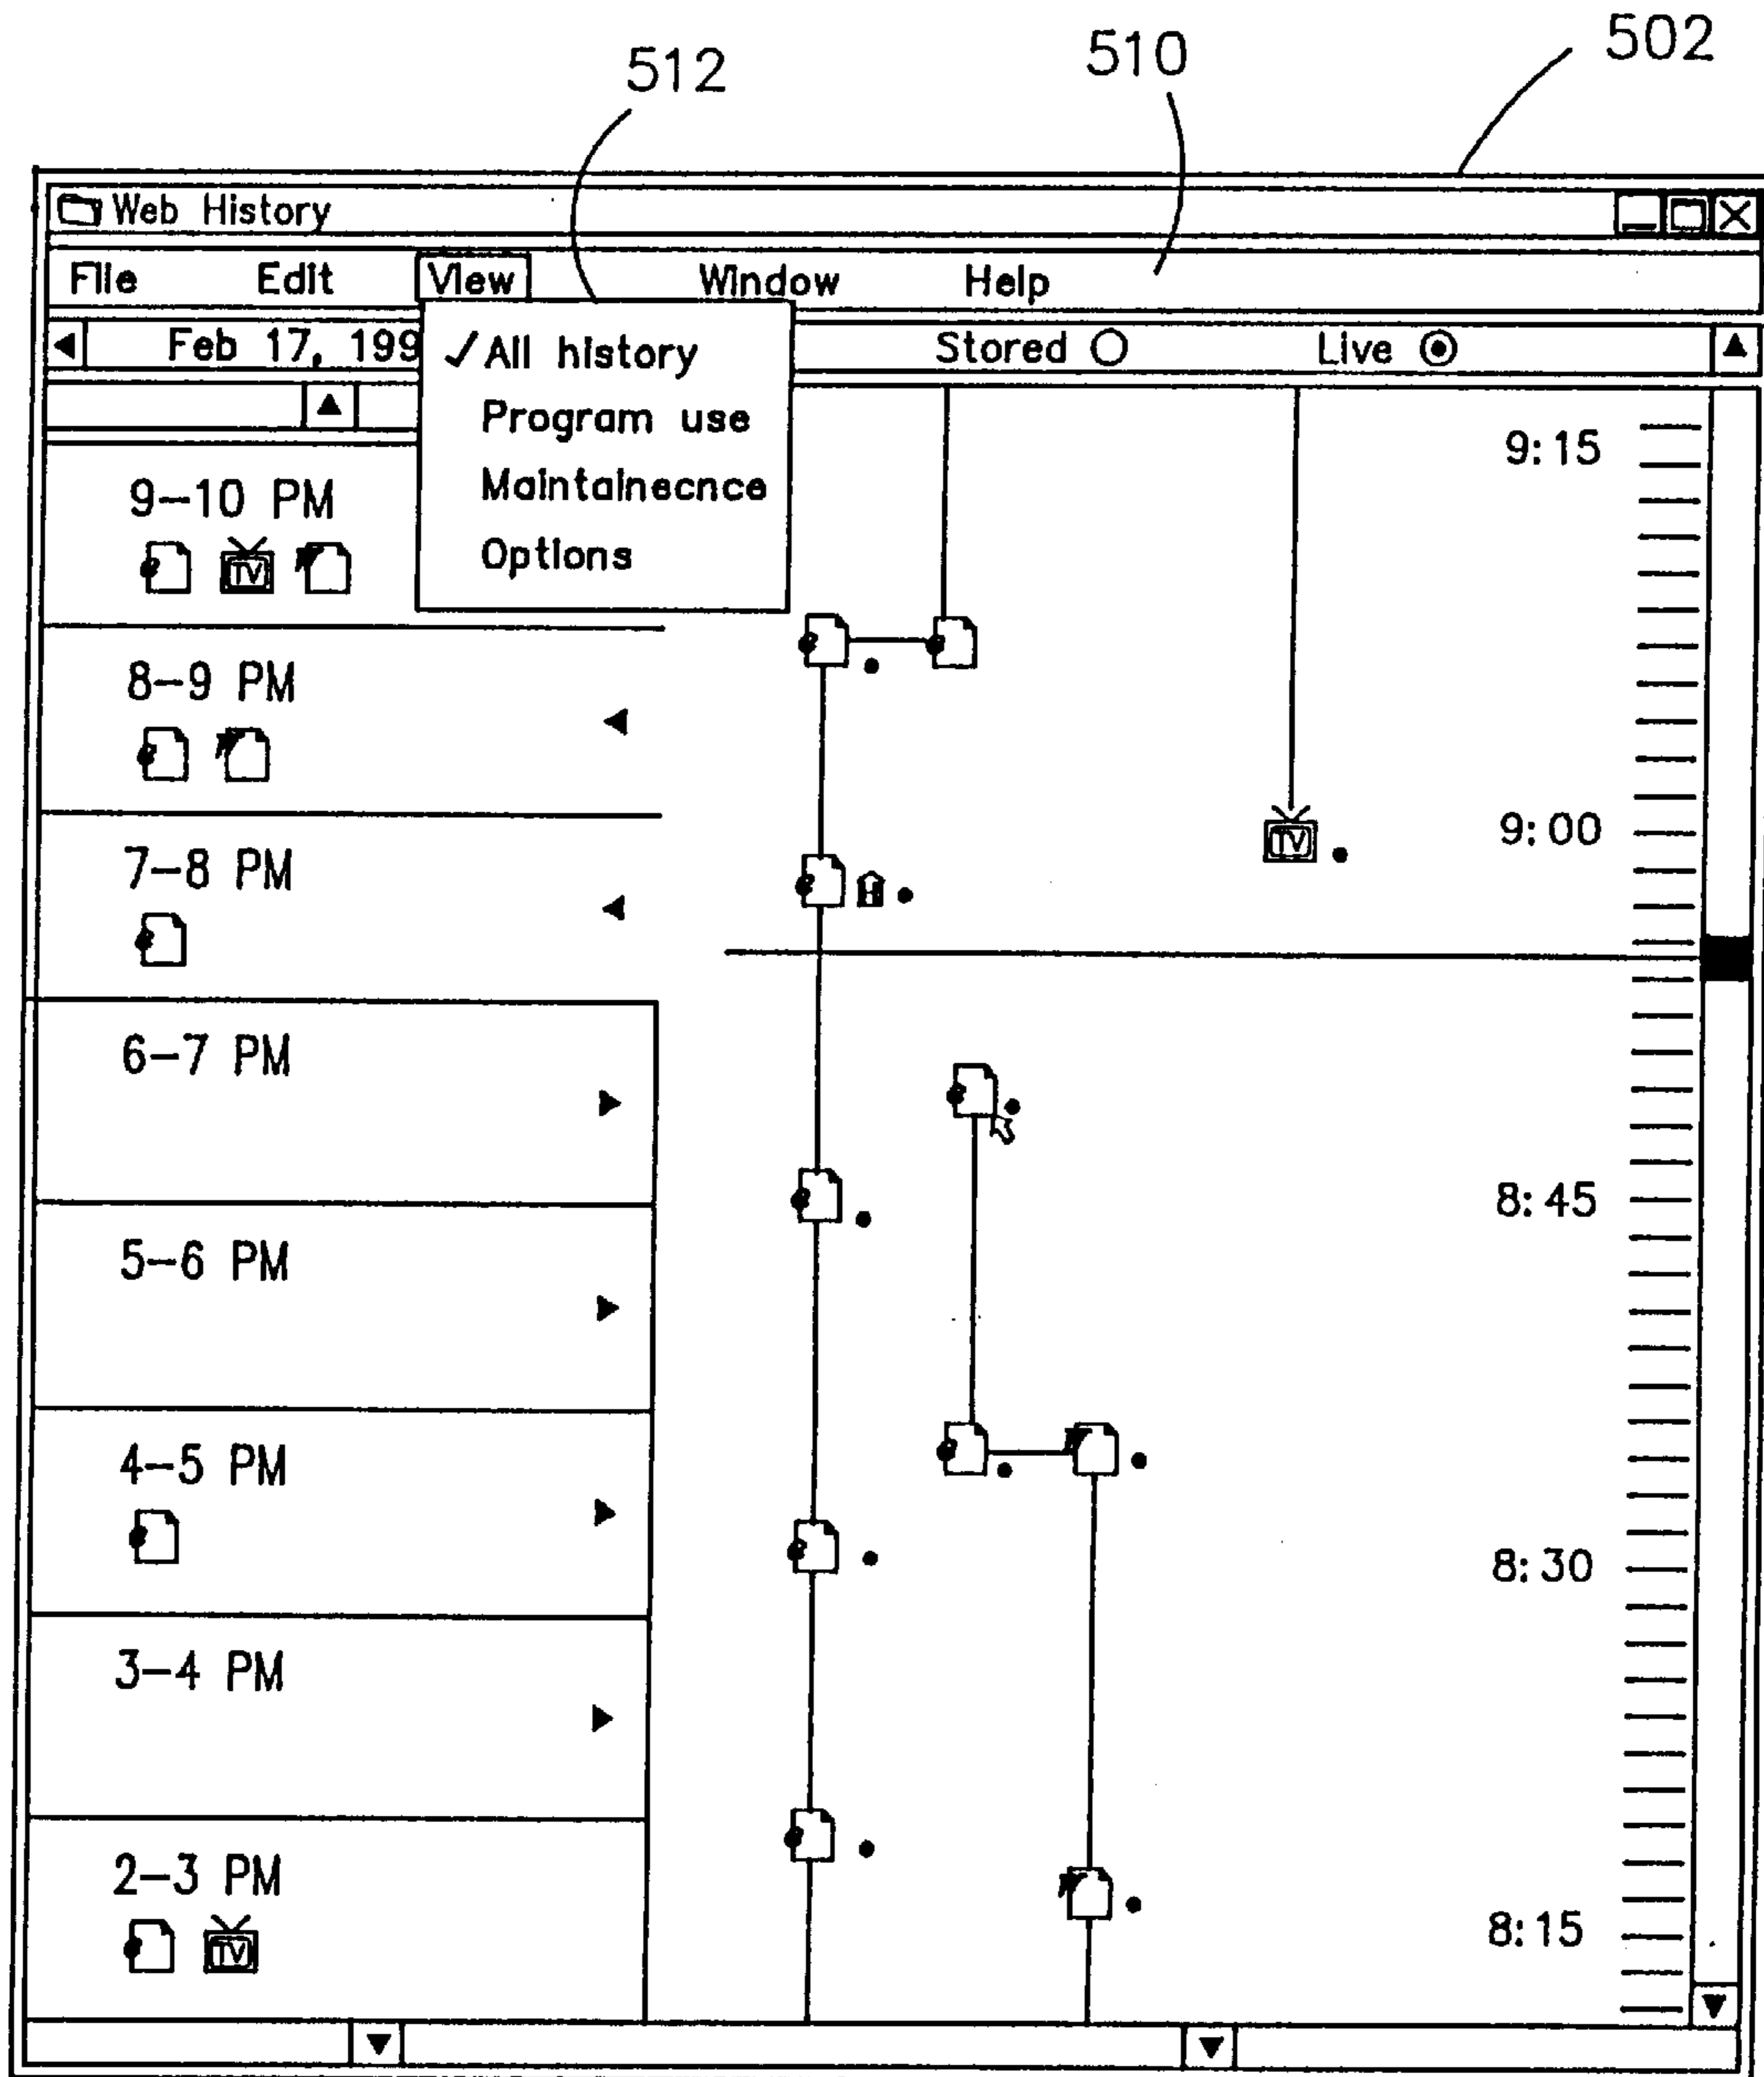 512
510
502
Web History
File Edit View Window Help
Feb 17, 199
Stored Live
All history
Program use
Maintainecnce
Options
9-10 PM
TV
8-9 PM
7-8 PM
6-7 PM
5-6 PM
4-5 PM
3-4 PM
2-3 PM
TV
9:15
TV
9:00
H
8:45
8:30
8:15